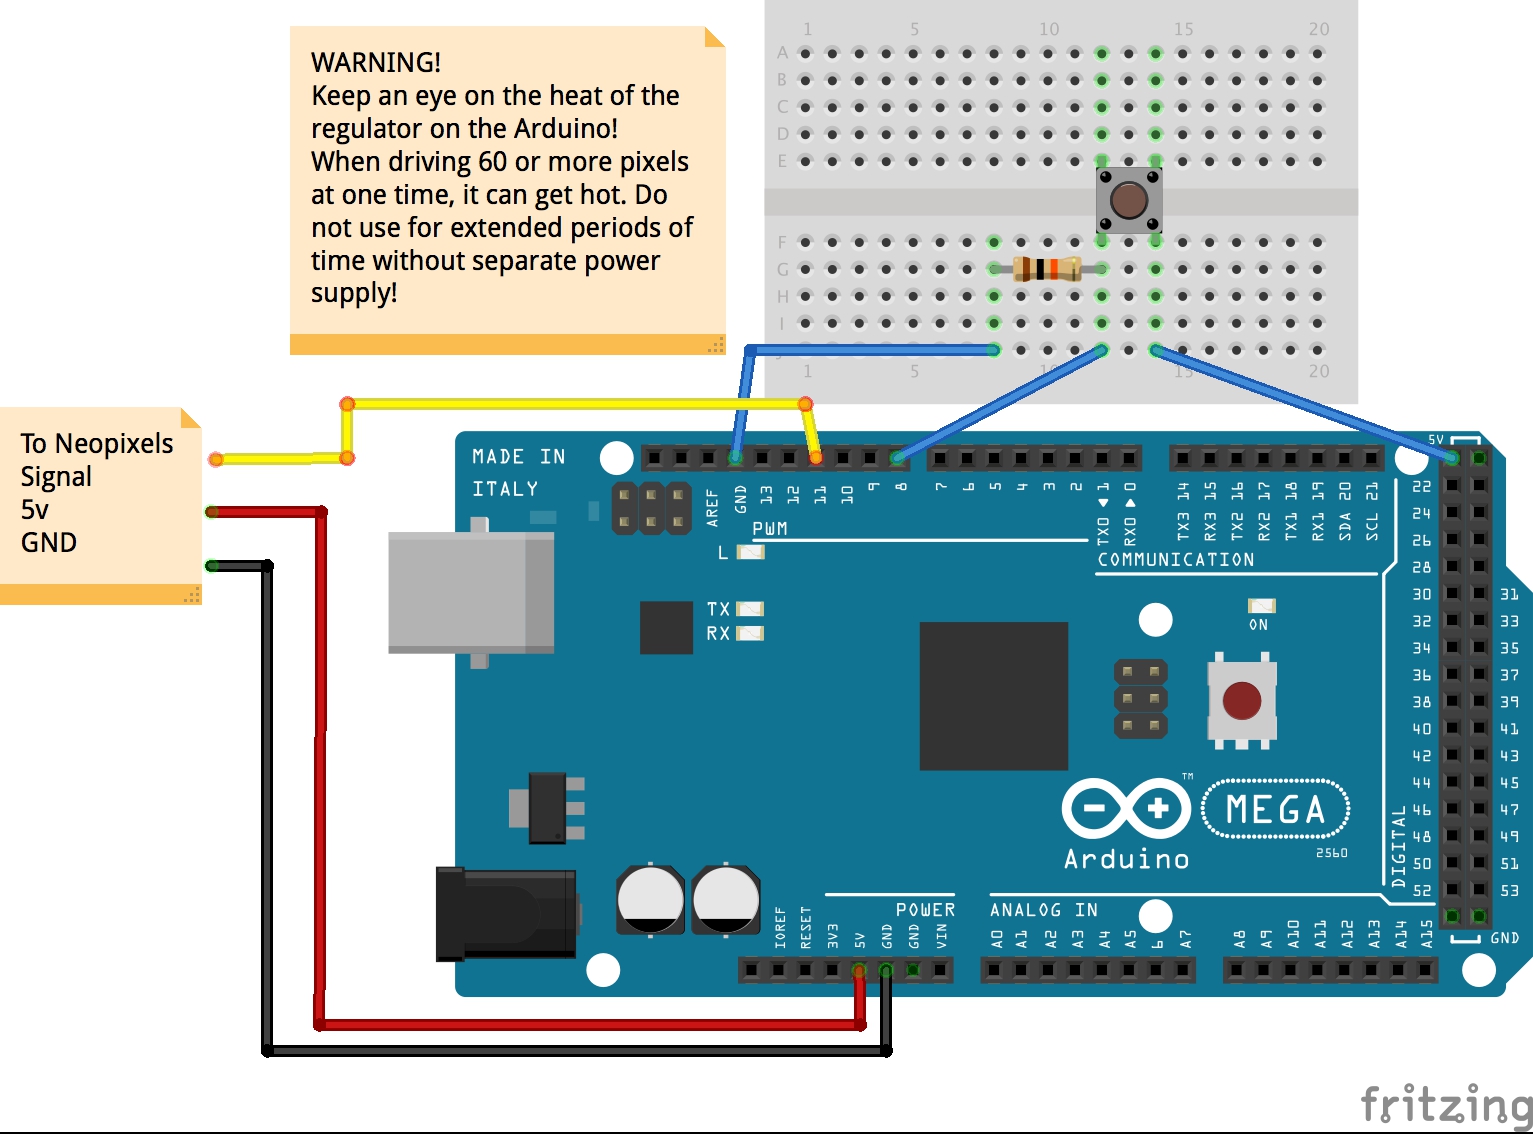 WARNING!
Keep an eye on the heat of the
regulator on the Arduino!
When driving 60 or more pixels
at one time, it can get hot. Do
not use for extended periods of
time without separate power
supply!
1 5 10 15 20
A
B
C
D
E
F
G
H
I
J
1 5 10 15 20
To Neopixels
Signal
5v
GND
MADE IN
ITALY
AREF
GND
13
12
11
10
9
8
7
6
5
4
3
2
TX0 ◀ 1
RX0 ▶ 0
TX3 14
RX3 15
TX2 16
RX2 17
TX1 18
RX1 19
SDA 20
SCL 21
PWM
COMMUNICATION
L
TX
RX
ON
5V
22
24
26
28
30 31
32 33
34 35
36 37
38 39
40 41
42 43
44 45
46 47
48 49
50 51
52 53
GND
DIGITAL
TM
MEGA
2560
Arduino
POWER
ANALOG IN
IOREF
RESET
3V3
5V
GND
GND
VIN
A0
A1
A2
A3
A4
A5
6
A7
A8
A9
A10
A11
A12
A13
A14
A15
fritzing